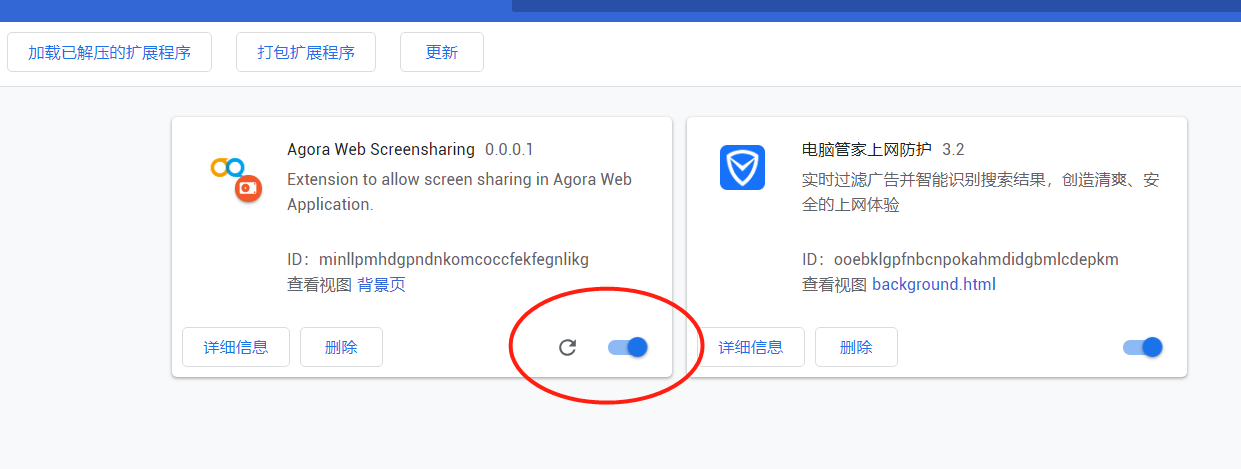 加载已解压的扩展程序
打包扩展程序
更新
Agora Web Screensharing 0.0.0.1
Extension to allow screen sharing in Agora Web
Application.
ID：minllpmhdgpndnkomcoccfekfegnlikg
查看视图 背景页
详细信息
删除
电脑管家上网防护 3.2
实时过滤广告并智能识别搜索结果，创造清爽、安
全的上网体验
ID：ooebklgpfnbcnpokahmdidgbmlcdepkm
查看视图 background.html
详细信息
删除